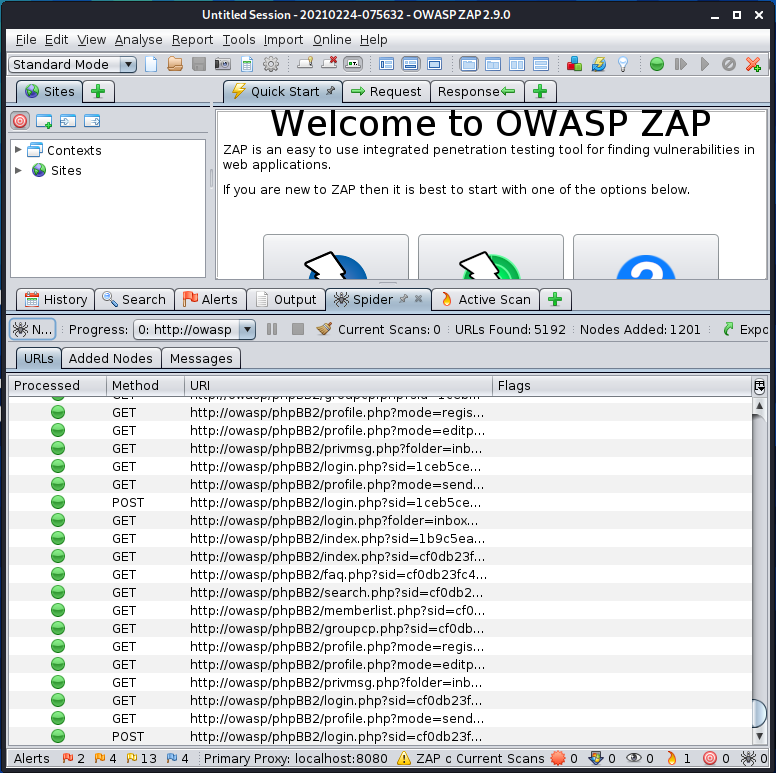 Untitled Session - 20210224-075632 - OWASP ZAP 2.9.0
File Edit View Analyse Report Tools Import Online Help
Standard Mode
Sites
Quick Start Request Response
Contexts
Sites
Welcome to OWASP ZAP
ZAP is an easy to use integrated penetration testing tool for finding vulnerabilities in
web applications.
If you are new to ZAP then it is best to start with one of the options below.
?
History Search Alerts Output Spider Active Scan
N... Progress: 0: http://owasp Current Scans: 0 URLs Found: 5192 Nodes Added: 1201 Expo
URLs Added Nodes Messages
Processed Method URI Flags
GET http://owasp/phpBB2/groupcp.php?sid=1ceb...
GET http://owasp/phpBB2/profile.php?mode=regis...
GET http://owasp/phpBB2/profile.php?mode=editp...
GET http://owasp/phpBB2/privmsg.php?folder=inb...
GET http://owasp/phpBB2/login.php?sid=1ceb5ce...
GET http://owasp/phpBB2/profile.php?mode=send...
POST http://owasp/phpBB2/login.php?sid=1ceb5ce...
GET http://owasp/phpBB2/login.php?folder=inbox...
GET http://owasp/phpBB2/index.php?sid=1b9c5ea...
GET http://owasp/phpBB2/index.php?sid=cf0db23f...
GET http://owasp/phpBB2/faq.php?sid=cf0db23fc4...
GET http://owasp/phpBB2/search.php?sid=cf0db2...
GET http://owasp/phpBB2/memberlist.php?sid=cf0...
GET http://owasp/phpBB2/groupcp.php?sid=cf0db...
GET http://owasp/phpBB2/profile.php?mode=regis...
GET http://owasp/phpBB2/profile.php?mode=editp...
GET http://owasp/phpBB2/privmsg.php?folder=inb...
GET http://owasp/phpBB2/login.php?sid=cf0db23f...
GET http://owasp/phpBB2/profile.php?mode=send...
POST http://owasp/phpBB2/login.php?sid=cf0db23f...
Alerts 2 4 13 4 Primary Proxy: localhost:8080 ZAP c Current Scans 0 0 0 1 0 0